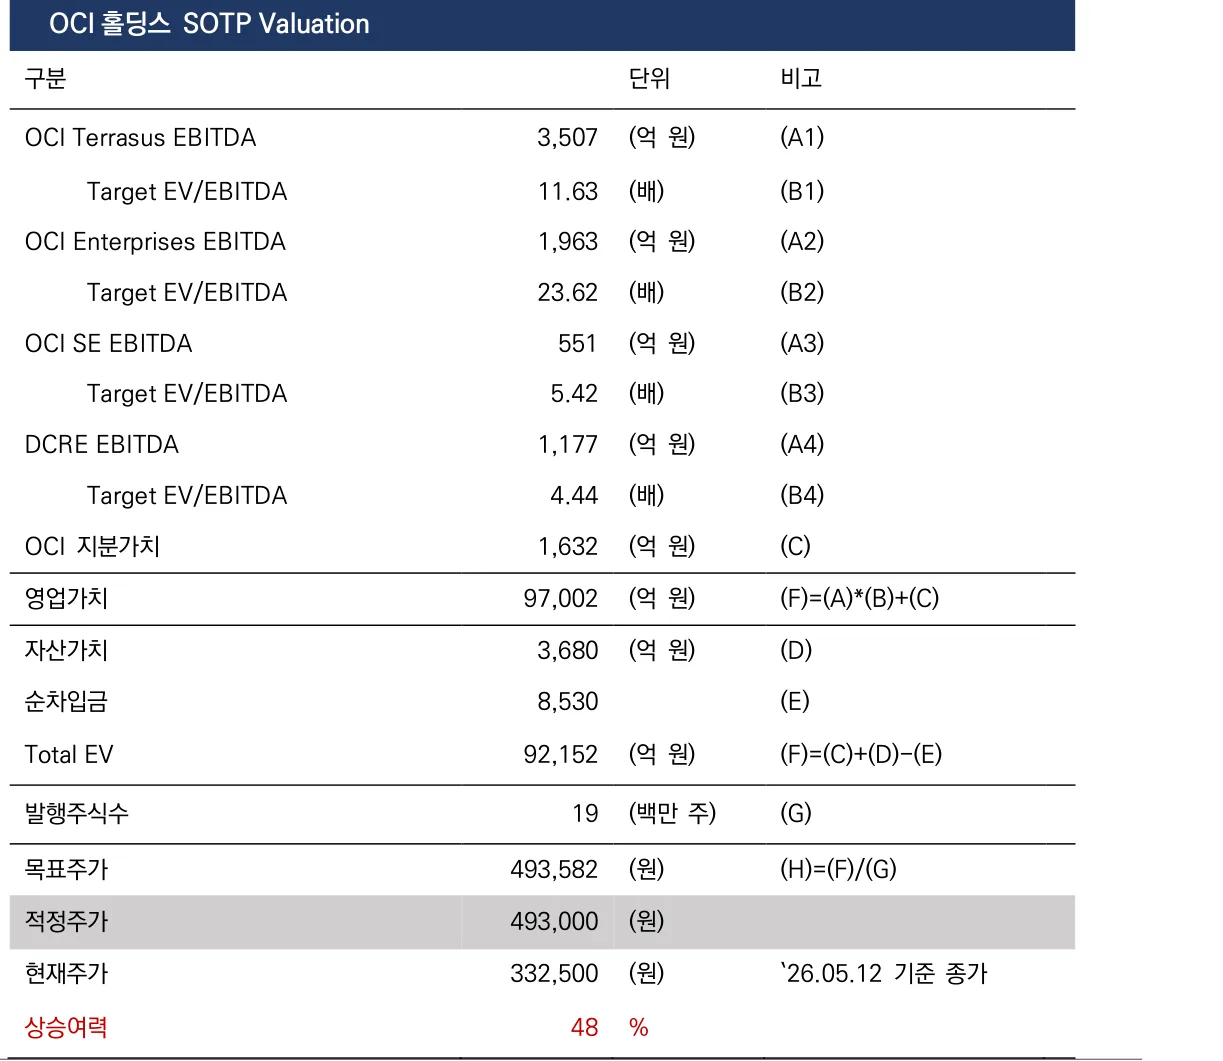 OCI 홀딩스 SOTP Valuation
구분 단위 비고
OCI Terrasus EBITDA 3,507 (억 원) (A1)
Target EV/EBITDA 11.63 (배) (B1)
OCI Enterprises EBITDA 1,963 (억 원) (A2)
Target EV/EBITDA 23.62 (배) (B2)
OCI SE EBITDA 551 (억 원) (A3)
Target EV/EBITDA 5.42 (배) (B3)
DCRE EBITDA 1,177 (억 원) (A4)
Target EV/EBITDA 4.44 (배) (B4)
OCI 지분가치 1,632 (억 원) (C)
영업가치 97,002 (억 원) (F)=(A)*(B)+(C)
자산가치 3,680 (억 원) (D)
순차입금 8,530 (E)
Total EV 92,152 (억 원) (F)=(C)+(D)-(E)
발행주식수 19 (백만 주) (G)
목표주가 493,582 (원) (H)=(F)/(G)
적정주가 493,000 (원)
현재주가 332,500 (원) `26.05.12 기준 종가
상승여력 48 %